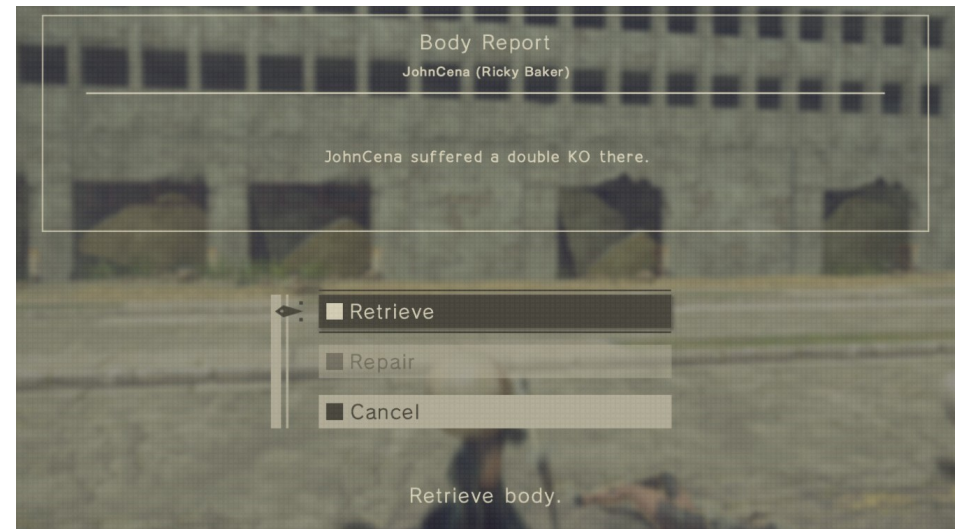 Body Report
JohnCena (Ricky Baker)
JohnCena suffered a double KO there.
Retrieve
Repair
Cancel
Retrieve body.